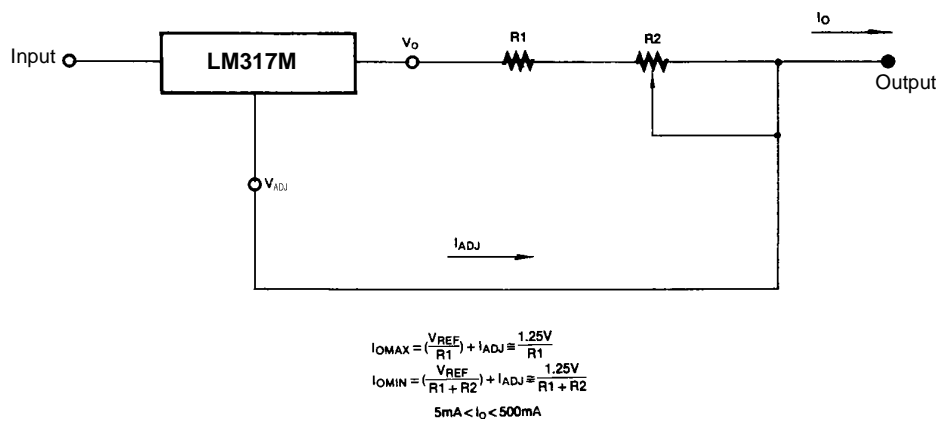 Input
LM317M
VO
R1
R2
IO
Output
VADJ
IADJ
IOMAX = (VREF/R1) + IADJ ≅ 1.25V/R1
IOMIN = (VREF/R1 + R2) + IADJ ≅ 1.25V/R1 + R2
5mA < IO < 500mA